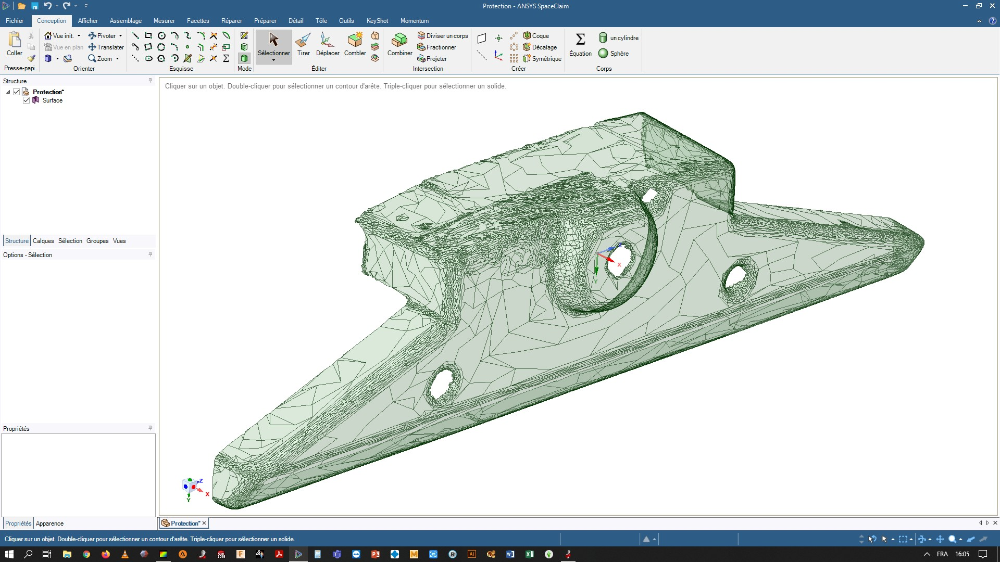 Protection - ANSYS SpaceClaim
Fichier Conception Afficher Assemblage Mesurer Facettes Réparer Préparer Détail Tôle Outils KeyShot Momentum
Coller
Presse-papi...
Vue init. Pivoter
Vue en plan Translater
Zoom
Orienter
Esquisse
Mode
Sélectionner Tirer Déplacer Combler
Éditer
Combiner
Diviser un corps
Fractionner
Projeter
Intersection
Coque
Décalage
Symétrique
Créer
Équation
un cylindre
Sphère
Corps
Structure
Protection*
Surface
Cliquer sur un objet. Double-cliquer pour sélectionner un contour d'arête. Triple-cliquer pour sélectionner un solide.
Structure Calques Sélection Groupes Vues
Options - Sélection
Z
X
Y
Propriétés
Z
X
Y
Propriétés Apparence
Protection*
Cliquer sur un objet. Double-cliquer pour sélectionner un contour d'arête. Triple-cliquer pour sélectionner un solide.
2018
FRA 16:05